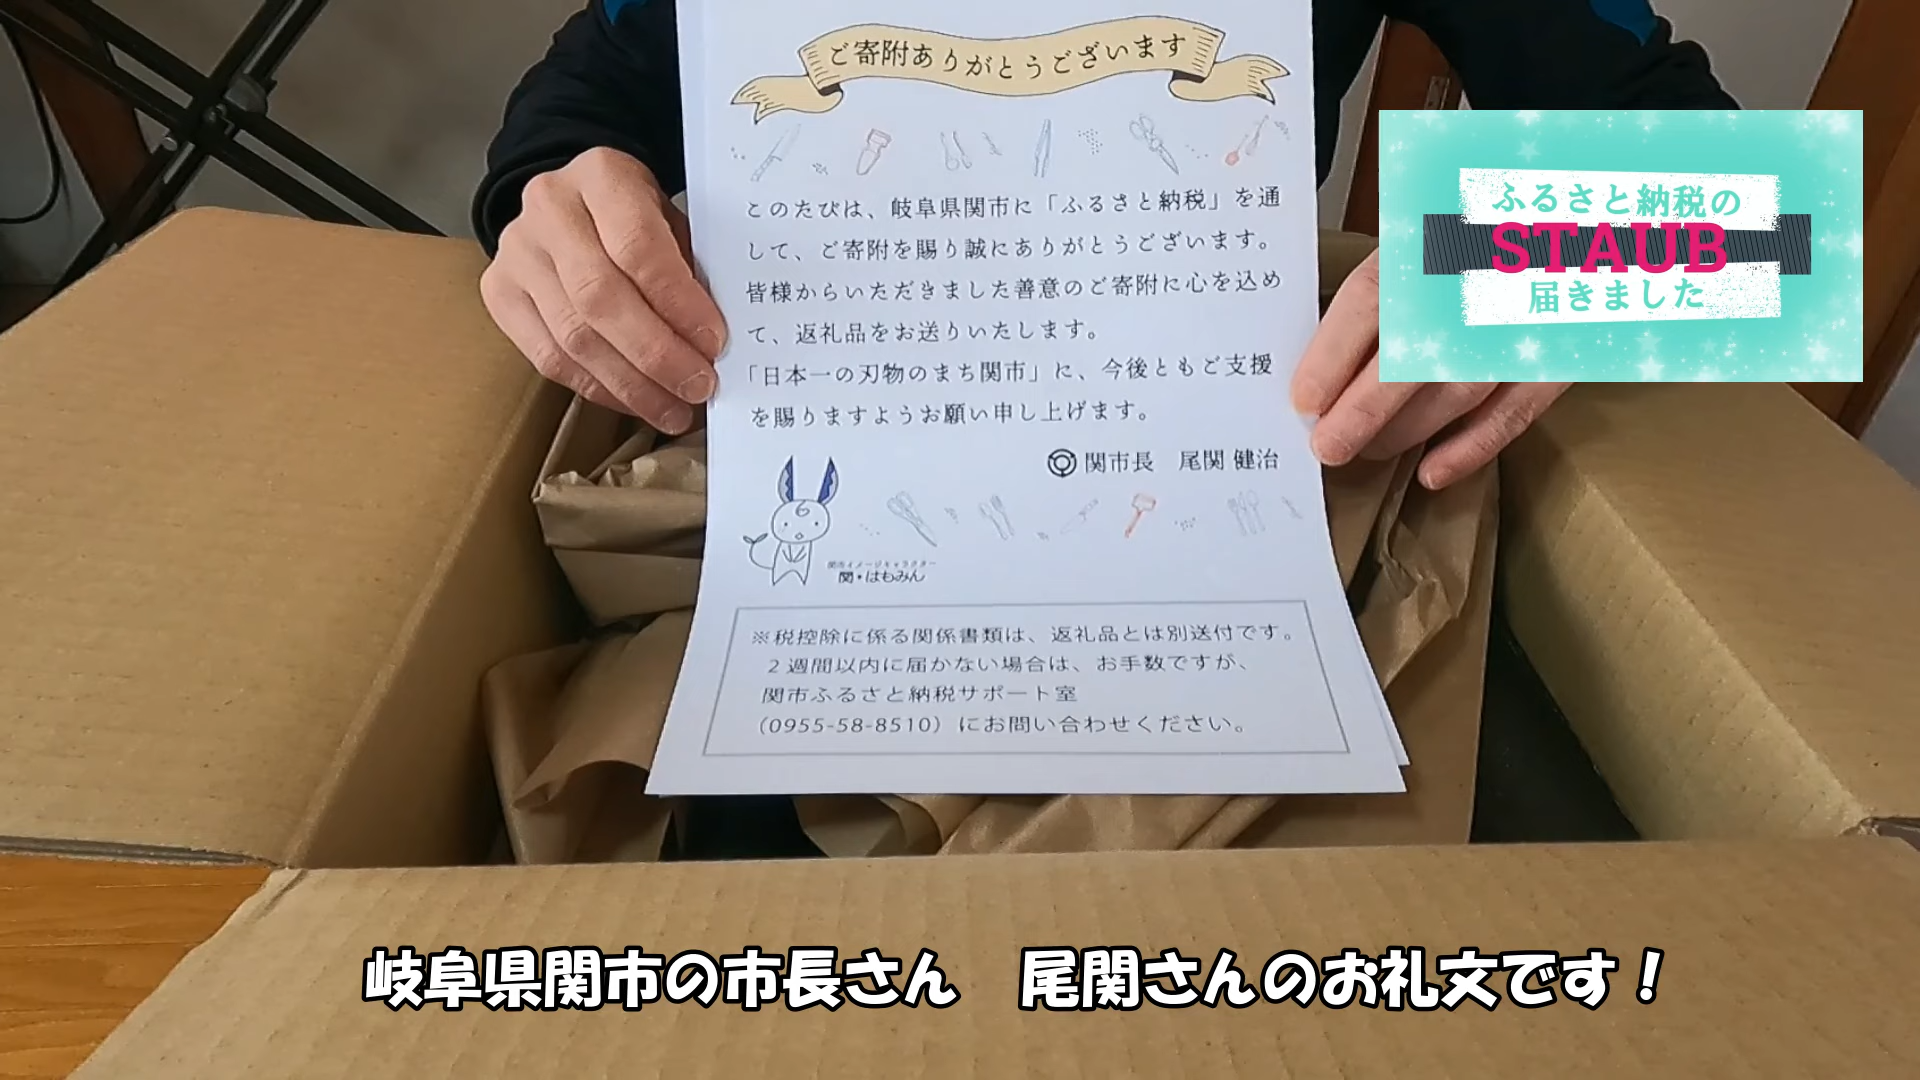 ご寄附ありがとうございます
このたびは、岐阜県関市に「ふるさと納税」を通
して、ご寄附を賜り誠にありがとうございます。
皆様からいただきました善意のご寄附に心を込め
て、返礼品をお送りいたします。
「日本一の刃物のまち関市」に、今後ともご支援
を賜りますようお願い申し上げます。
関市長 尾関 健治
関市イメージキャラクター
関・はもみん
※税控除に係る関係書類は、返礼品とは別送付です。
2週間以内に届かない場合は、お手数ですが、
関市ふるさと納税サポート室
（0955-58-8510）にお問い合わせください。
ふるさと納税の
STAUB
届きました
岐阜県関市の市長さん 尾関さんのお礼文です！